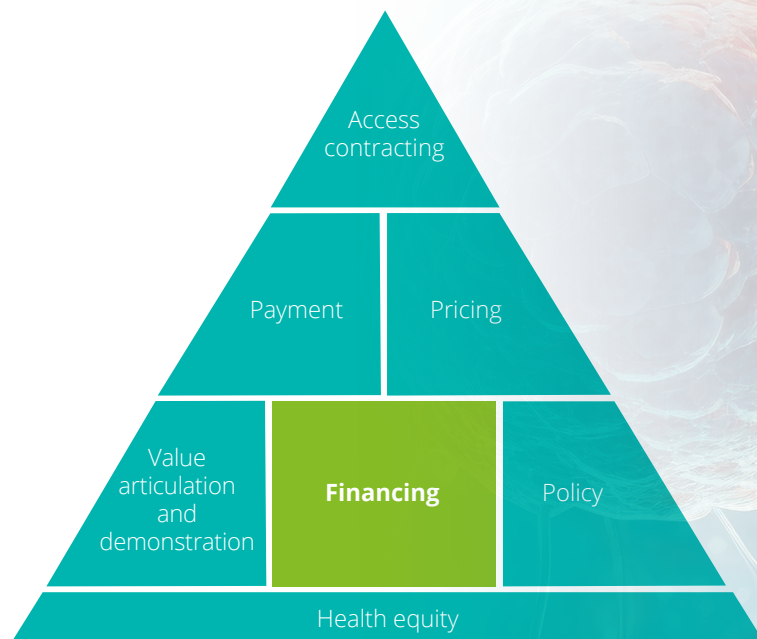 Access
contracting
Payment
Pricing
Value
articulation
and
demonstration
Financing
Policy
Health equity